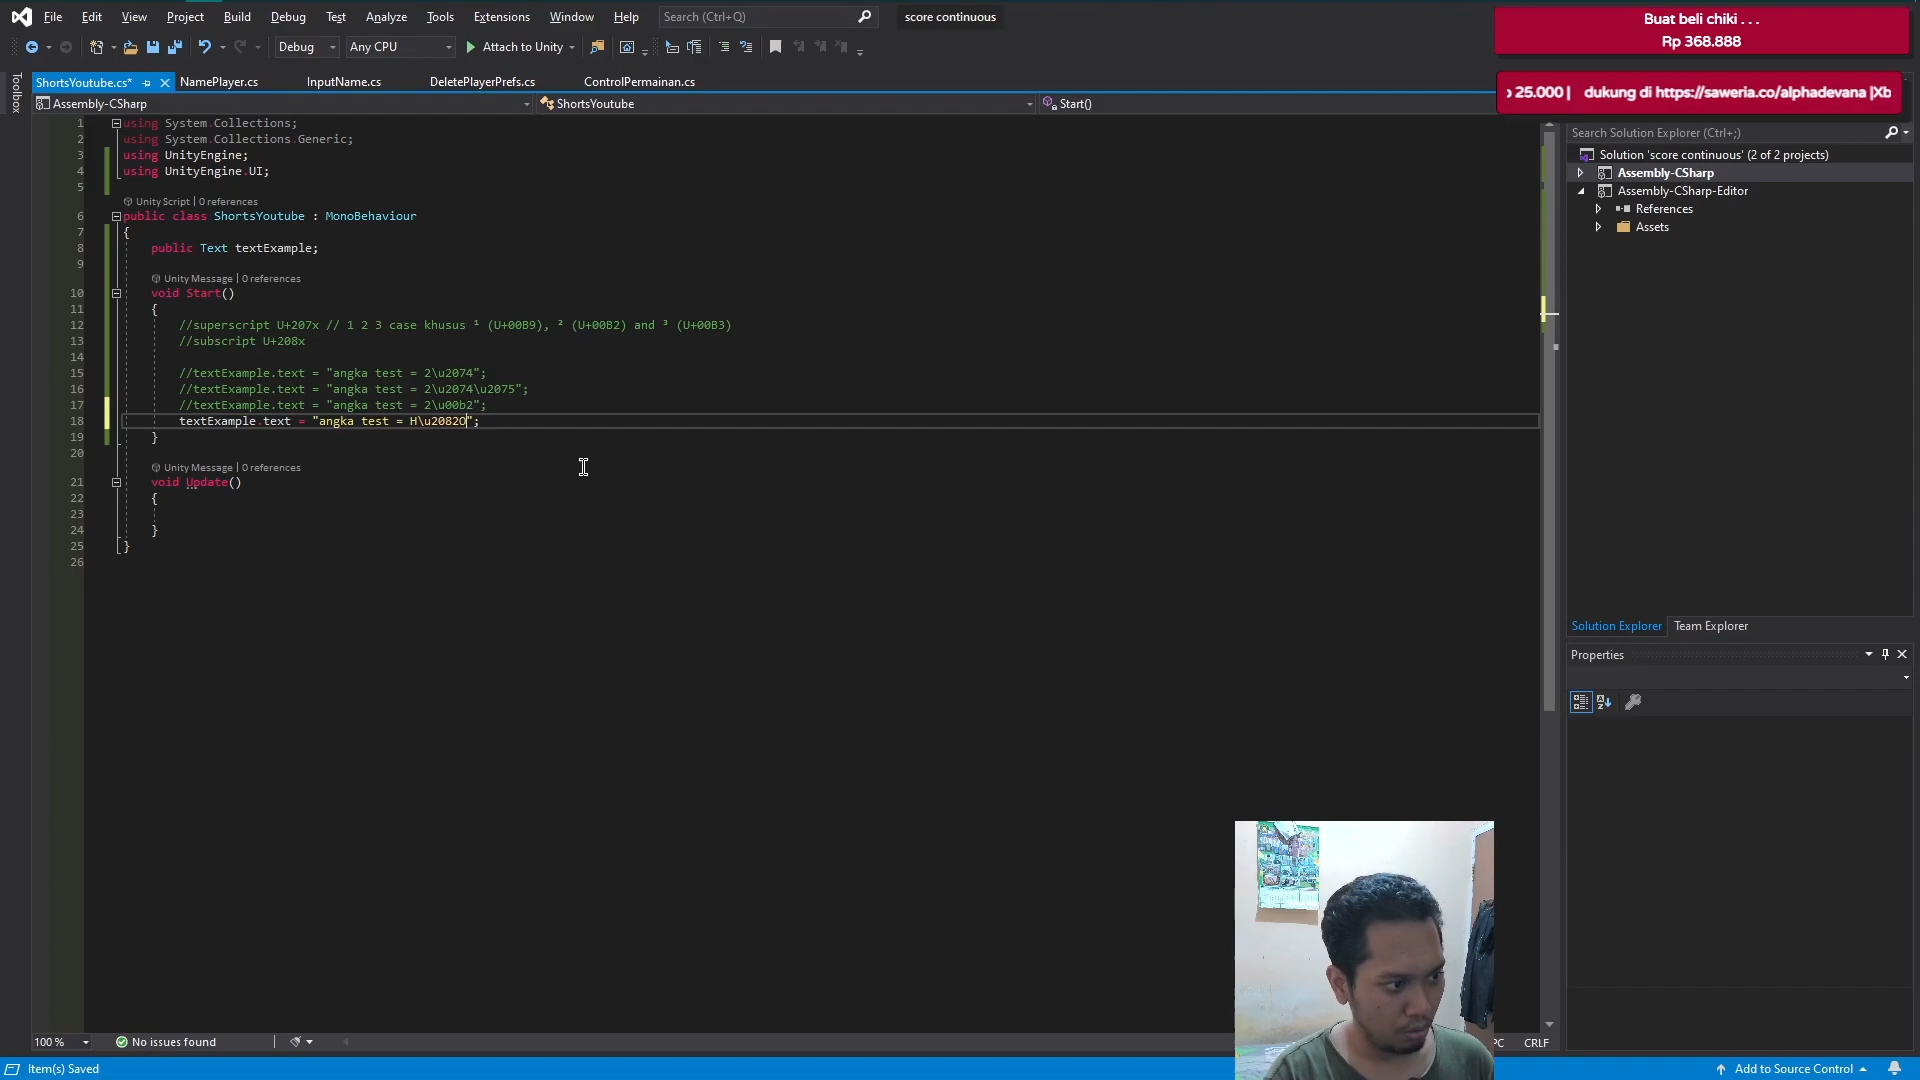 File Edit View Project Build Debug Test Analyze Tools Extensions Window Help Search (Ctrl+Q) score continuous
Buat beli chiki . . .
Rp 368.888
Debug Any CPU Attach to Unity
Toolbox
ShortsYoutube.cs* NamePlayer.cs InputName.cs DeletePlayerPrefs.cs ControlPermainan.cs
25.000 | dukung di https://saweria.co/alphadevana |Xb
Assembly-CSharp ShortsYoutube Start()
1 using System.Collections;
2 using System.Collections.Generic;
3 using UnityEngine;
4 using UnityEngine.UI;
5
Unity Script | 0 references
6 public class ShortsYoutube : MonoBehaviour
7 {
8 public Text textExample;
9
Unity Message | 0 references
10 void Start()
11 {
12 //superscript U+207x // 1 2 3 case khusus ¹ (U+00B9), ² (U+00B2) and ³ (U+00B3)
13 //subscript U+208x
14
15 //textExample.text = "angka test = 2\u2074";
16 //textExample.text = "angka test = 2\u2074\u2075";
17 //textExample.text = "angka test = 2\u00b2";
18 textExample.text = "angka test = H\u2082O";
19 }
20
Unity Message | 0 references
21 void Update()
22 {
23
24 }
25 }
26
Search Solution Explorer (Ctrl+;)
Solution 'score continuous' (2 of 2 projects)
Assembly-CSharp
Assembly-CSharp-Editor
References
Assets
Solution Explorer Team Explorer
Properties
100 % No issues found CRLF
Item(s) Saved Add to Source Control